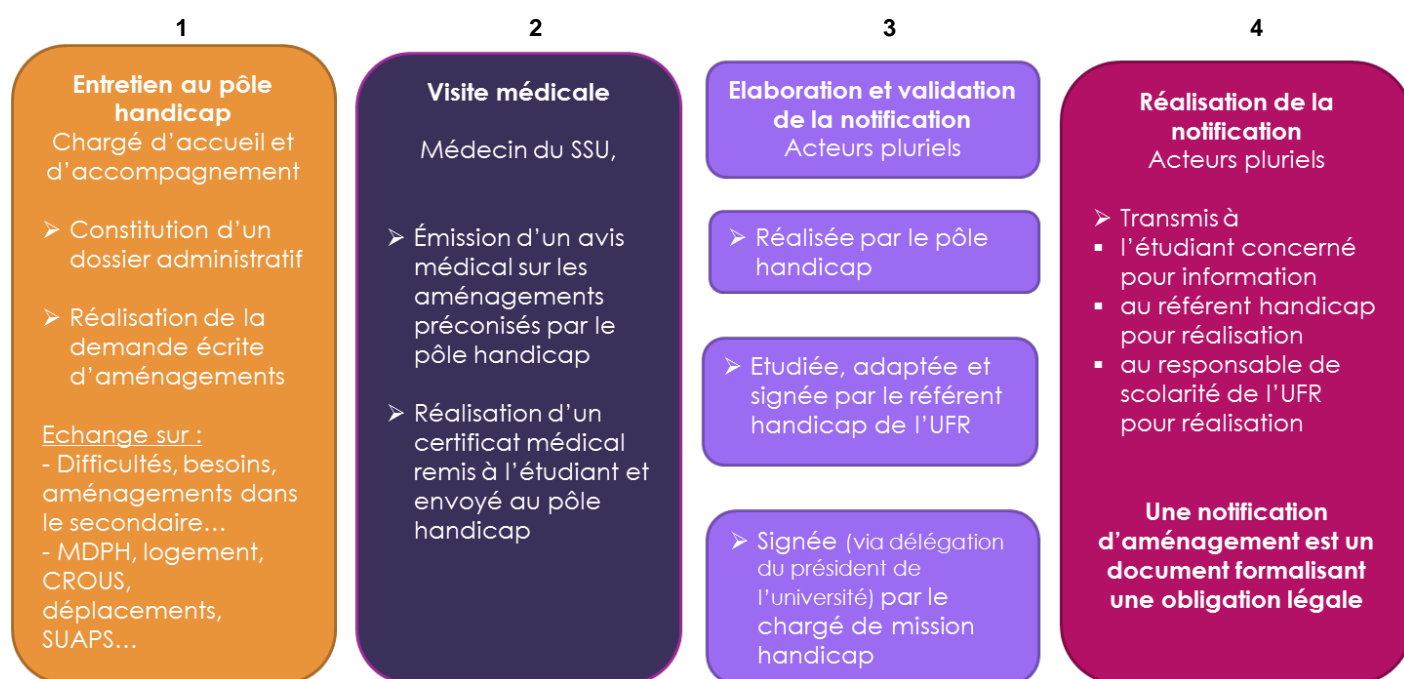 1
Entretien au pôle
handicap
Chargé d’accueil et
d’accompagnement
➢ Constitution d’un
dossier administratif
➢ Réalisation de la
demande écrite
d’aménagements
Echange sur :
- Difficultés, besoins,
aménagements dans
le secondaire…
- MDPH, logement,
CROUS,
déplacements,
SUAPS…
2
Visite médicale
Médecin du SSU,
➢ Émission d’un avis
médical sur les
aménagements
préconisés par le
pôle handicap
➢ Réalisation d’un
certificat médical
remis à l’étudiant et
envoyé au pôle
handicap
3
Elaboration et validation
de la notification
Acteurs pluriels
➢ Réalisée par le pôle
handicap
➢ Etudiée, adaptée et
signée par le référent
handicap de l’UFR
➢ Signée (via délégation
du président de
l’université) par le
chargé de mission
handicap
4
Réalisation de la
notification
Acteurs pluriels
➢ Transmis à
▪ l’étudiant concerné
pour information
▪ au référent handicap
pour réalisation
▪ au responsable de
scolarité de l’UFR
pour réalisation
Une notification
d’aménagement est un
document formalisant
une obligation légale